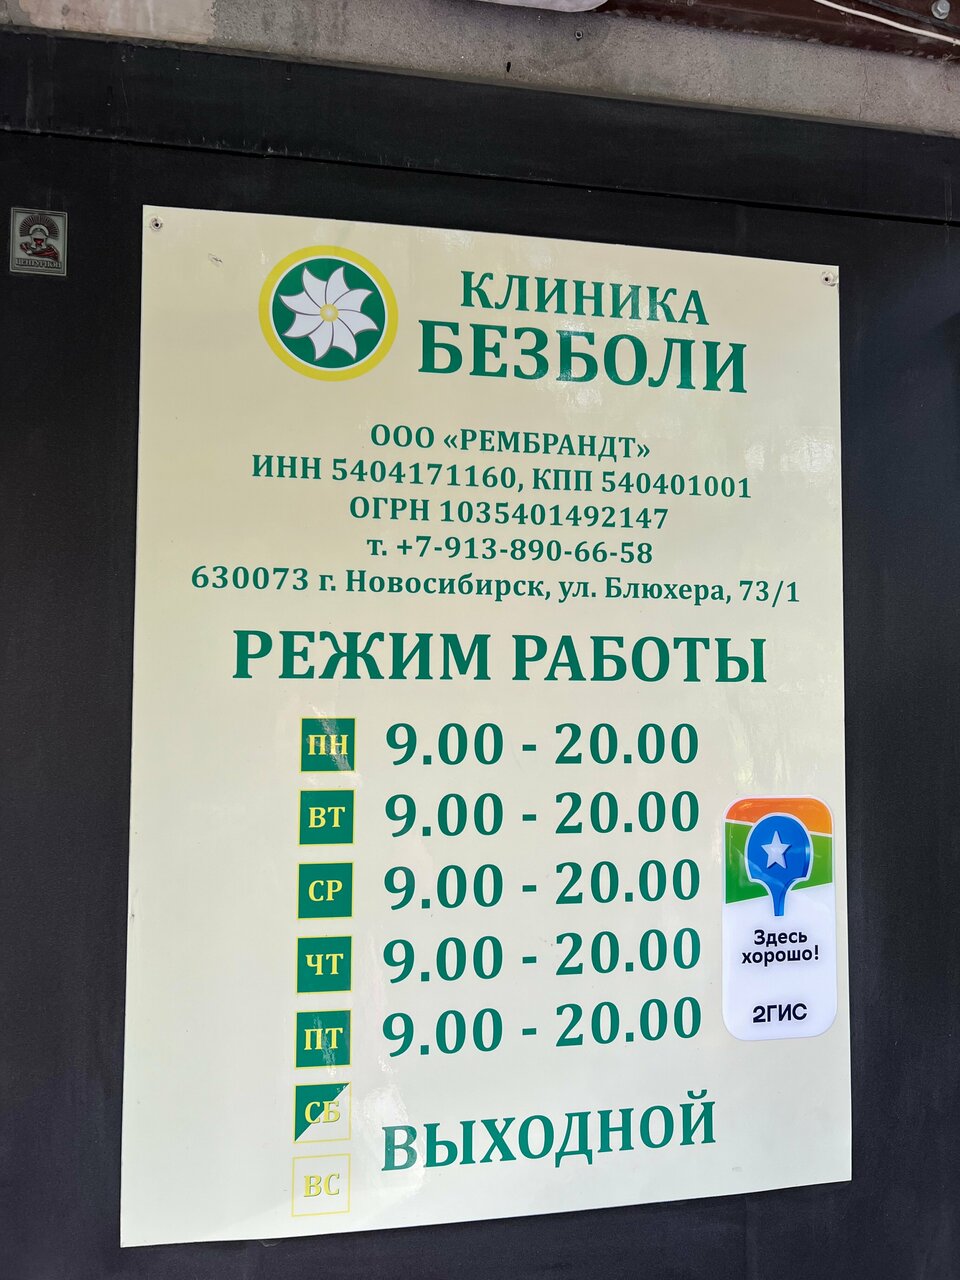 КЛИНИКА
БЕЗБОЛИ
ООО «РЕМБРАНДТ»
ИНН 5404171160, КПП 540401001
ОГРН 1035401492147
т. +7-913-890-66-58
630073 г. Новосибирск, ул. Блюхера, 73/1
РЕЖИМ РАБОТЫ
ПН 9.00 - 20.00
ВТ 9.00 - 20.00
СР 9.00 - 20.00
ЧТ 9.00 - 20.00
ПТ 9.00 - 20.00
СБ
ВЫХОДНОЙ
ВС
Здесь
хорошо!
2ГИС